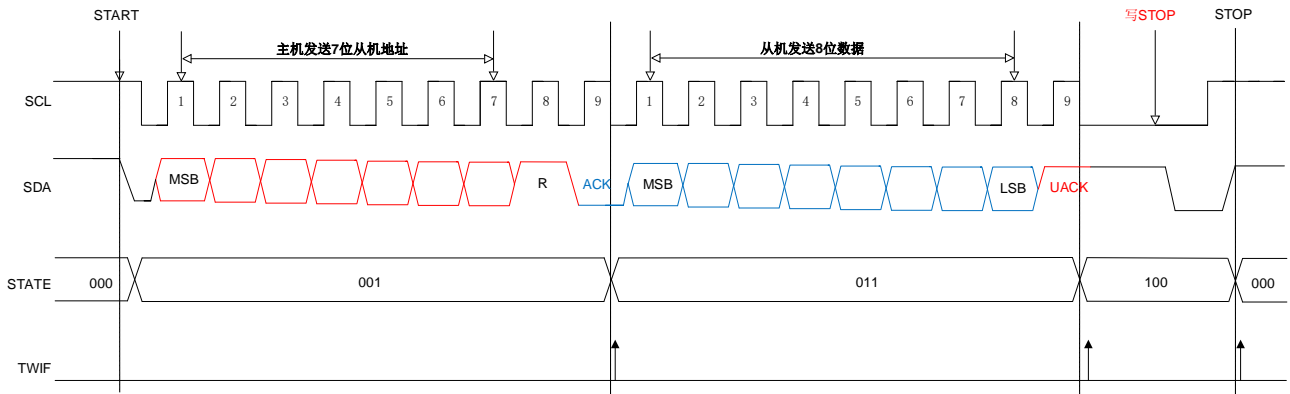 START 写STOP STOP
主机发送7位从机地址 从机发送8位数据
SCL 1 2 3 4 5 6 7 8 9 1 2 3 4 5 6 7 8 9
SDA MSB R ACK MSB LSB UACK
STATE 000 001 011 100 000
TWIF